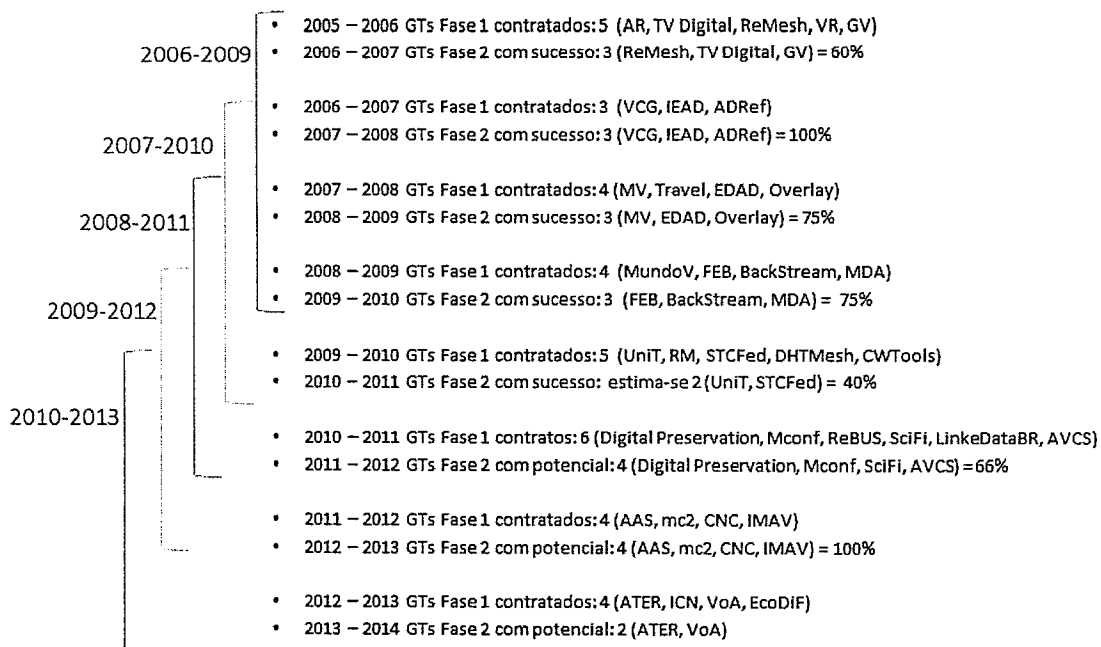 • 2005 – 2006 GTs Fase 1 contratados: 5 (AR, TV Digital, ReMesh, VR, GV)
2006-2009
• 2006 – 2007 GTs Fase 2 com sucesso: 3 (ReMesh, TV Digital, GV) = 60%
• 2006 – 2007 GTs Fase 1 contratados: 3 (VCG, IEAD, ADRef)
• 2007 – 2008 GTs Fase 2 com sucesso: 3 (VCG, IEAD, ADRef) = 100%
2007-2010
• 2007 – 2008 GTs Fase 1 contratados: 4 (MV, Travel, EDAD, Overlay)
• 2008 – 2009 GTs Fase 2 com sucesso: 3 (MV, EDAD, Overlay) = 75%
2008-2011
• 2008 – 2009 GTs Fase 1 contratados: 4 (MundoV, FEB, BackStream, MDA)
• 2009 – 2010 GTs Fase 2 com sucesso: 3 (FEB, BackStream, MDA) = 75%
2009-2012
• 2009 – 2010 GTs Fase 1 contratados: 5 (UniT, RM, STCFed, DHTMesh, CWTools)
• 2010 – 2011 GTs Fase 2 com sucesso: estima-se 2 (UniT, STCFed) = 40%
2010-2013
• 2010 – 2011 GTs Fase 1 contratos: 6 (Digital Preservation, Mconf, ReBUS, SciFi, LinkeDataBR, AVCS)
• 2011 – 2012 GTs Fase 2 com potencial: 4 (Digital Preservation, Mconf, SciFi, AVCS) =66%
• 2011 – 2012 GTs Fase 1 contratados: 4 (AAS, mc2, CNC, IMAV)
• 2012 – 2013 GTs Fase 2 com potencial: 4 (AAS, mc2, CNC, IMAV) = 100%
• 2012 – 2013 GTs Fase 1 contratados: 4 (ATER, ICN, VoA, EcoDiF)
• 2013 – 2014 GTs Fase 2 com potencial: 2 (ATER, VoA)